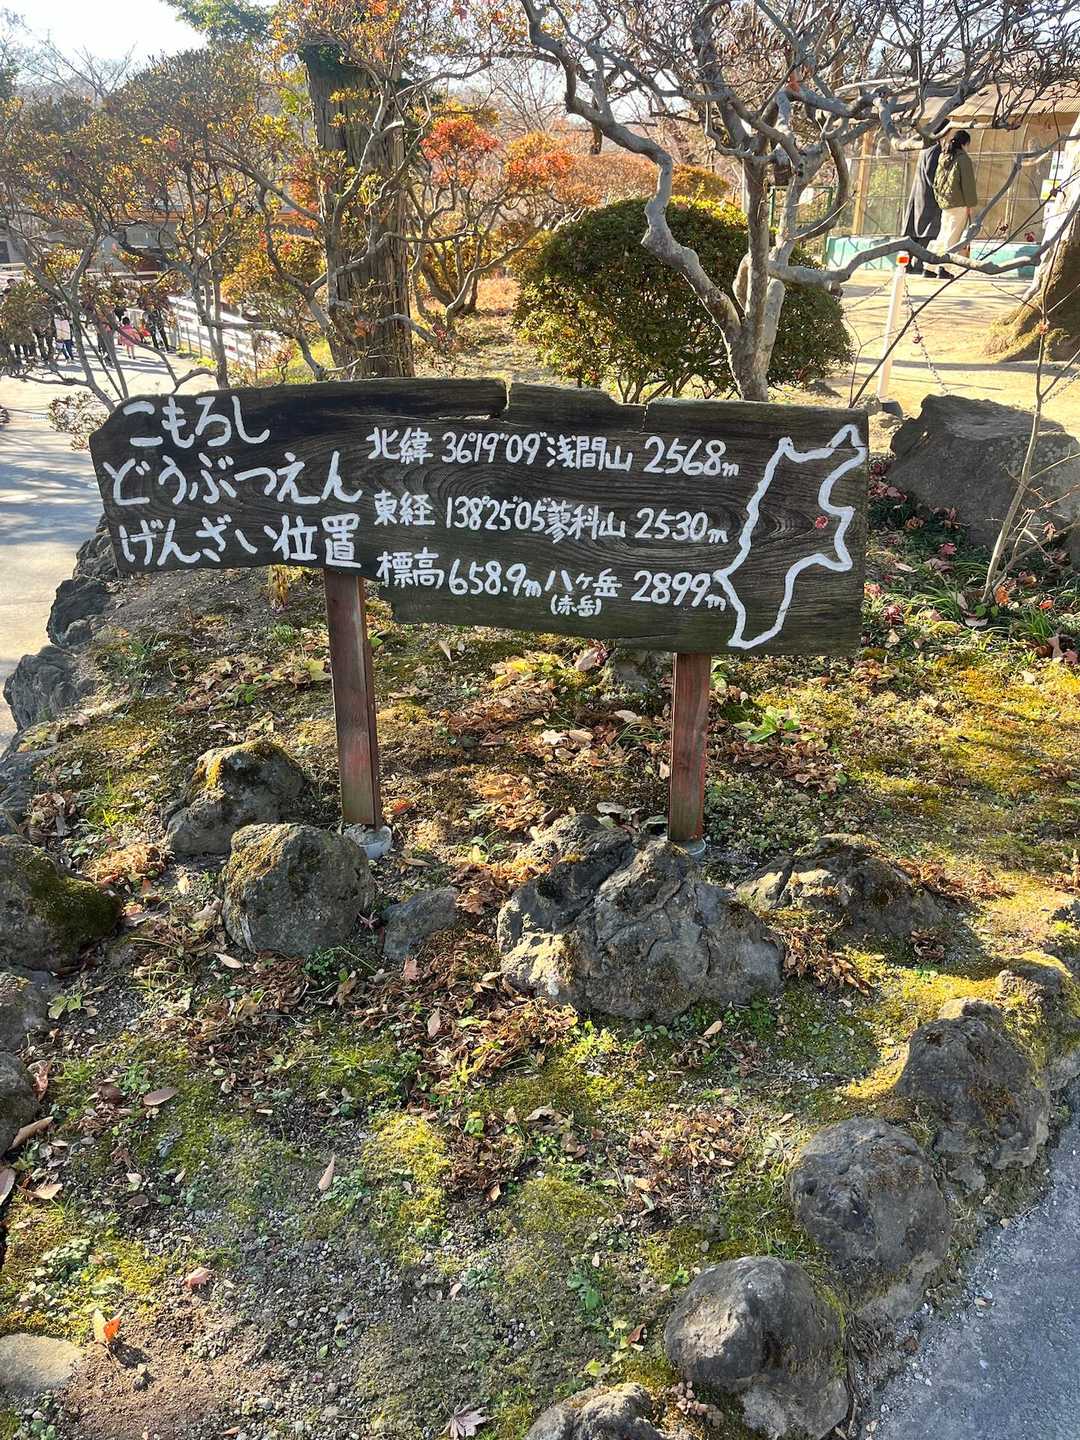 こもろし
どうぶつえん
げんざい位置
北緯 36°19'09" 浅間山 2568m
東経 138°25'05" 蓼科山 2530m
標高 658.9m 八ヶ岳 2899m
(赤岳)